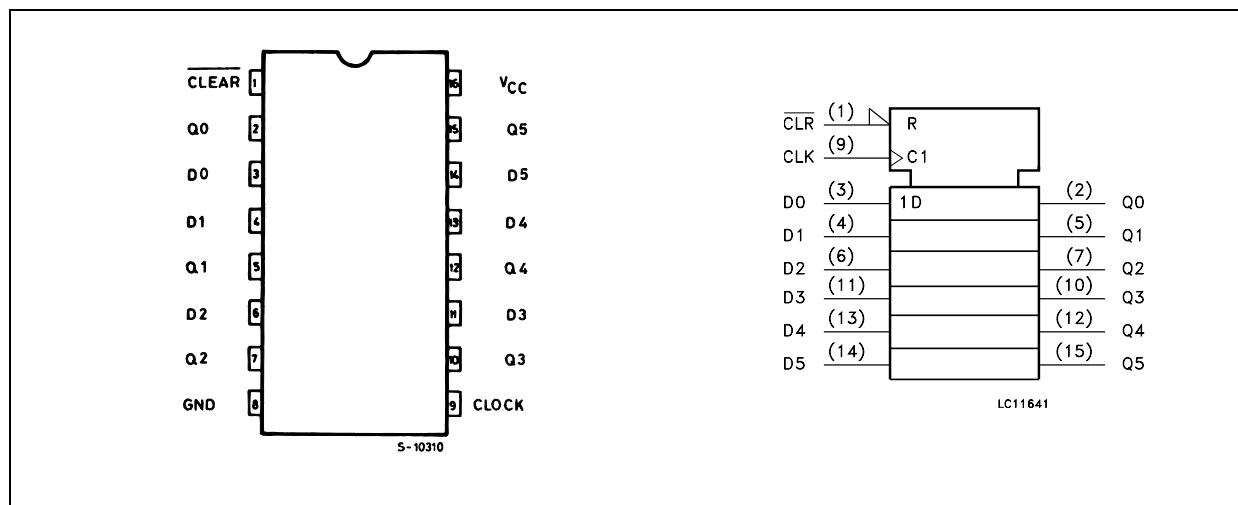 CLEAR 1 16 VCC
Q0 2 15 Q5
D0 3 14 D5
D1 4 13 D4
Q1 5 12 Q4
D2 6 11 D3
Q2 7 10 Q3
GND 8 9 CLOCK
S-10310
CLR (1) R
CLK (9) C1
D0 (3) 1D (2) Q0
D1 (4) (5) Q1
D2 (6) (7) Q2
D3 (11) (10) Q3
D4 (13) (12) Q4
D5 (14) (15) Q5
LC11641